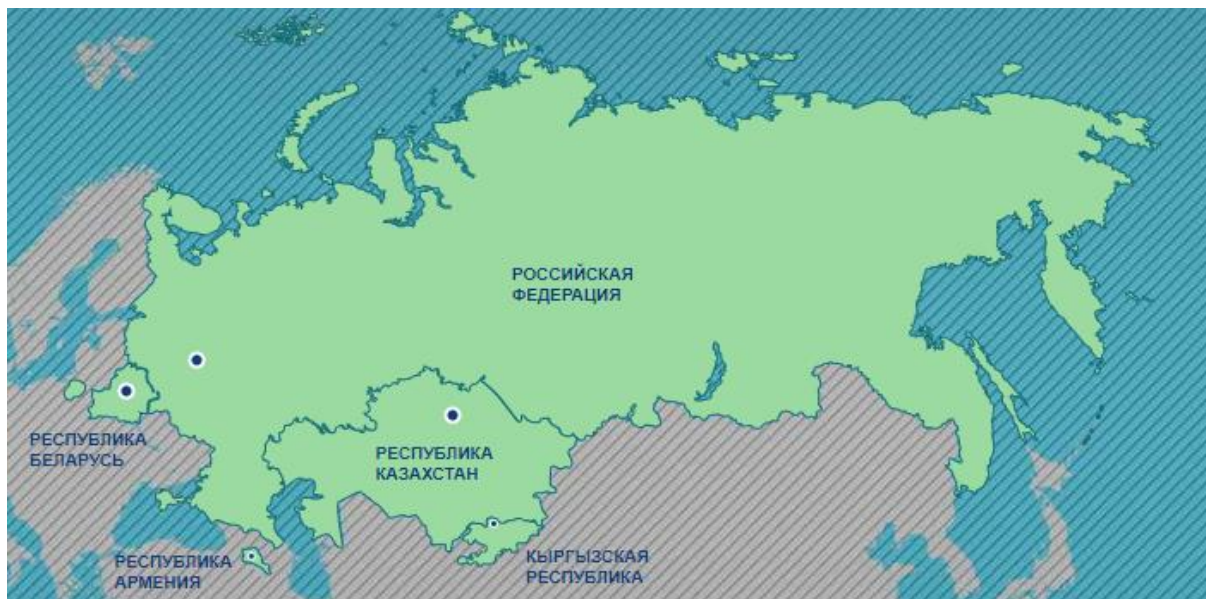 РОССИЙСКАЯ
ФЕДЕРАЦИЯ
РЕСПУБЛИКА
БЕЛАРУСЬ
РЕСПУБЛИКА
КАЗАХСТАН
РЕСПУБЛИКА
АРМЕНИЯ
КЫРГЫЗСКАЯ
РЕСПУБЛИКА